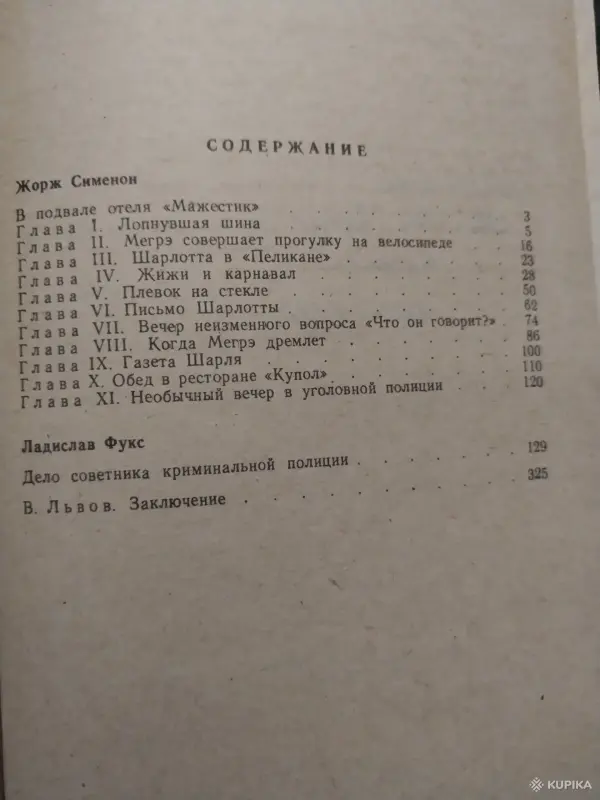 СОДЕРЖАНИЕ
Жорж Сименон
В подвале отеля «Мажестик» . . . . . . . 3
Глава I. Лопнувшая шина . . . . . . . 5
Глава II. Мегрэ совершает прогулку на велосипеде . . 16
Глава III. Шарлотта в «Пеликане» . . . . . 23
Глава IV. Жижи и карнавал . . . . . . 28
Глава V. Плевок на стекле . . . . . . . 50
Глава VI. Письмо Шарлотты . . . . . . 62
Глава VII. Вечер неизменного вопроса «Что он говорит?» 74
Глава VIII. Когда Мегрэ дремлет . . . . . 86
Глава IX. Газета Шарля . . . . . . . 100
Глава X. Обед в ресторане «Купол» . . . . . 110
Глава XI. Необычный вечер в уголовной полиции . . 120
Ладислав Фукс
Дело советника криминальной полиции . . . . . 129
В. Львов. Заключение . . . . . . . . 325
KUPIKA